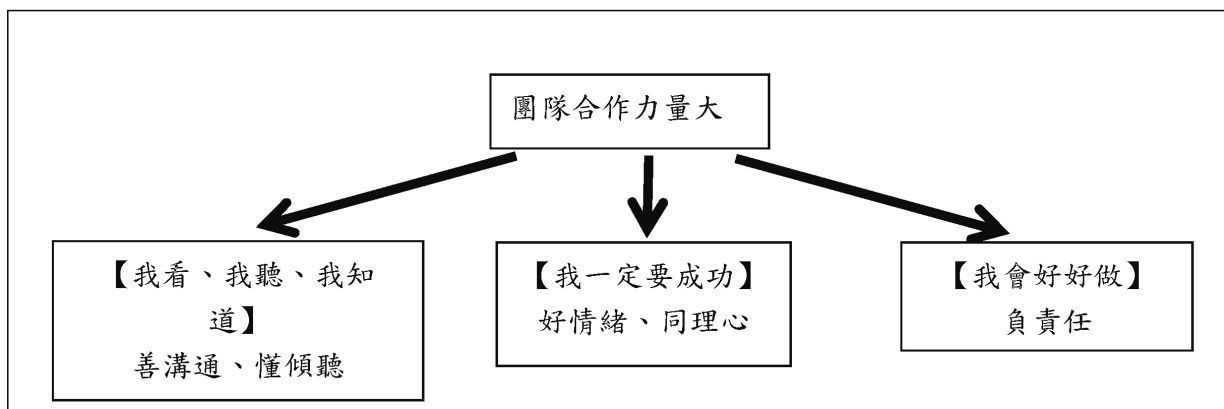 團隊合作力量大
【我看、我聽、我知
道】
善溝通、懂傾聽
【我一定要成功】
好情緒、同理心
【我會好好做】
負責任